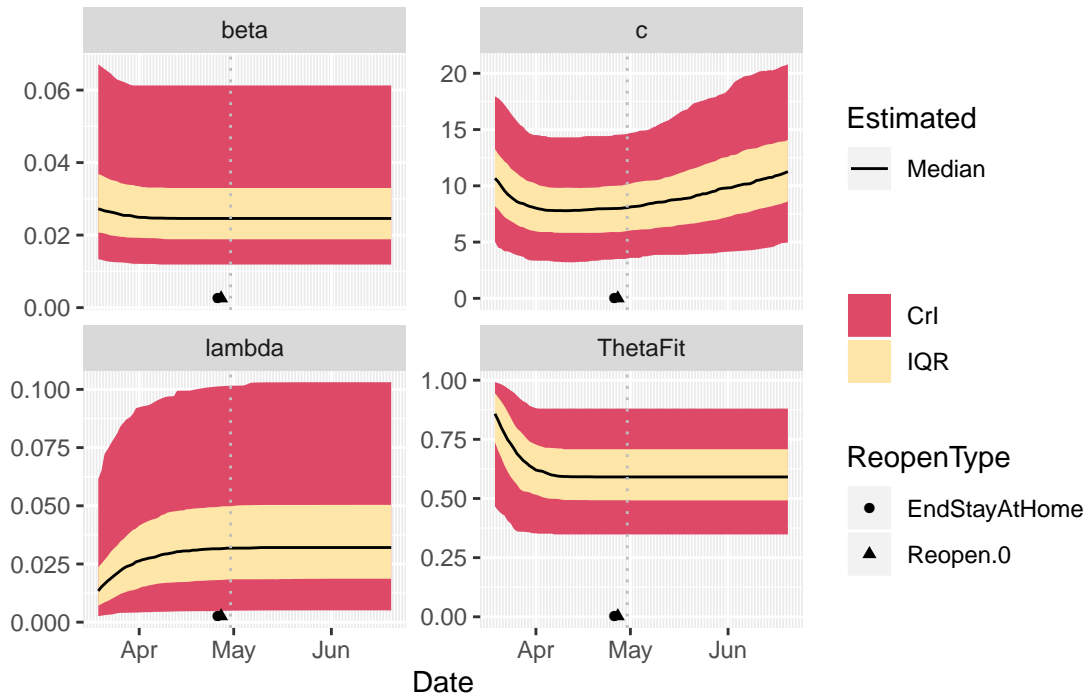 beta
c
0.06
0.04
0.02
0.00
20
15
10
5
0
lambda
ThetaFit
0.100
0.075
0.050
0.025
0.000
1.00
0.75
0.50
0.25
0.00
Apr May Jun
Apr May Jun
Date
Estimated
Median
CrI
IQR
ReopenType
EndStayAtHome
Reopen.0